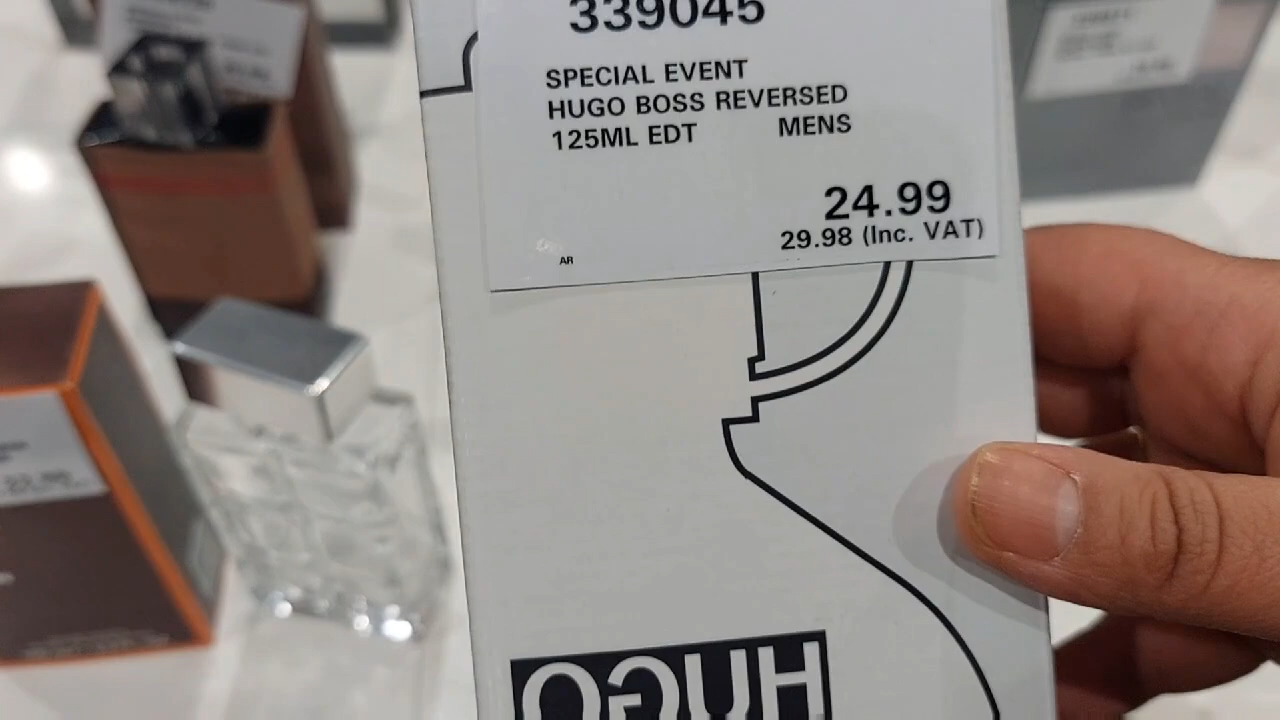 339045
SPECIAL EVENT
HUGO BOSS REVERSED
125ML EDT MENS
24.99
29.98 (Inc. VAT)
AR
HUGO